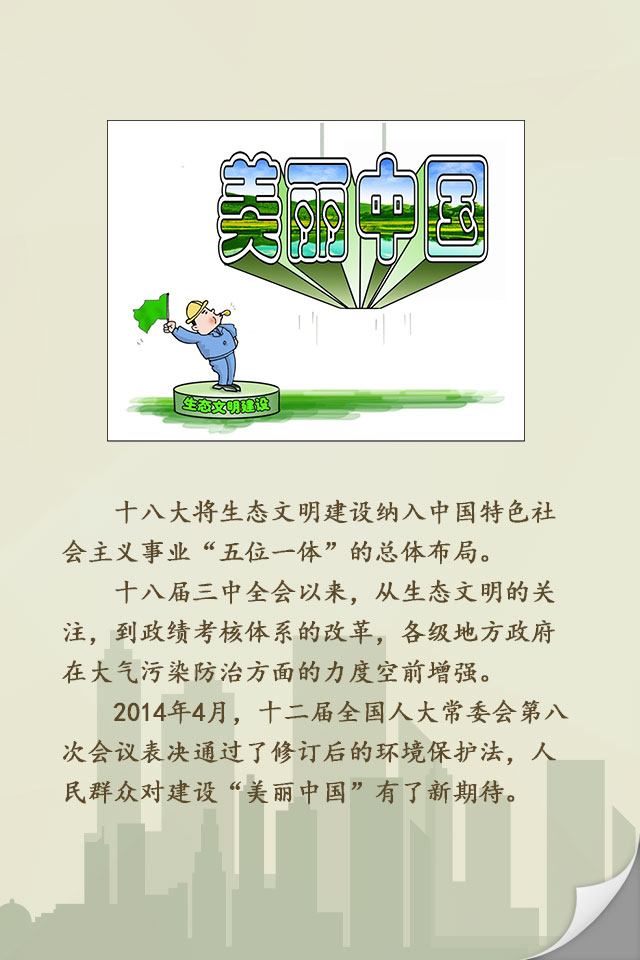 美丽中国
生态文明建设
十八大将生态文明建设纳入中国特色社
会主义事业“五位一体”的总体布局。
十八届三中全会以来，从生态文明的关
注，到政绩考核体系的改革，各级地方政府
在大气污染防治方面的力度空前增强。
2014年4月，十二届全国人大常委会第八
次会议表决通过了修订后的环境保护法，人
民群众对建设“美丽中国”有了新期待。